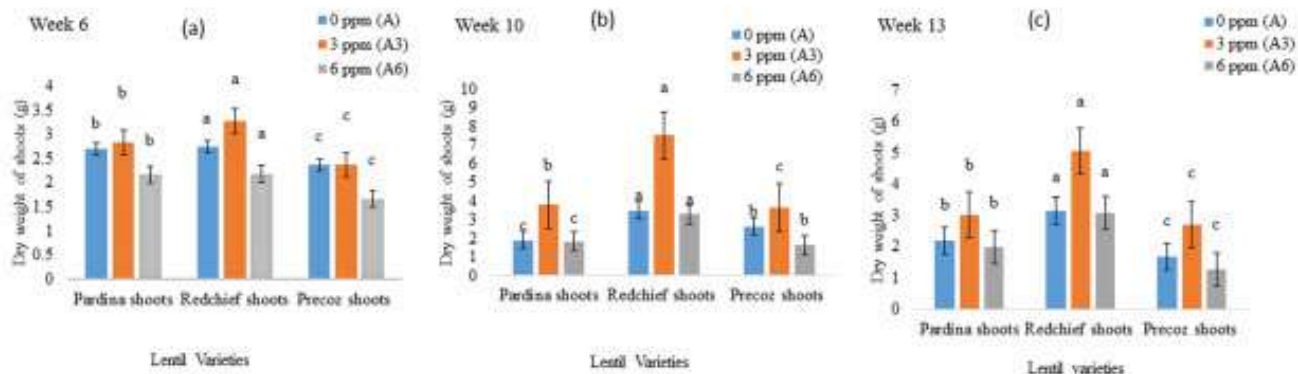 Week 6
(a)
0 ppm (A)
3 ppm (A3)
6 ppm (A6)
Dry weight of shoots (g)
4
3.5
3
2.5
2
1.5
1
0.5
0
b
b
b
a
a
a
c
c
c
Pardina shoots
Redchief shoots
Precoz shoots
Lentil Varieties
Week 10
(b)
0 ppm (A)
3 ppm (A3)
6 ppm (A6)
Dry weight of shoots (g)
10
9
8
7
6
5
4
3
2
1
0
c
b
c
a
a
a
b
c
b
Pardina shoots
Redchief shoots
Precoz shoots
Lentil Varieties
Week 13
(c)
0 ppm (A)
3 ppm (A3)
6 ppm (A6)
Dry weight of shoots (g)
7
6
5
4
3
2
1
0
b
b
b
a
a
a
c
c
c
Pardina shoots
Redchief shoots
Precoz shoots
Lentil varieties